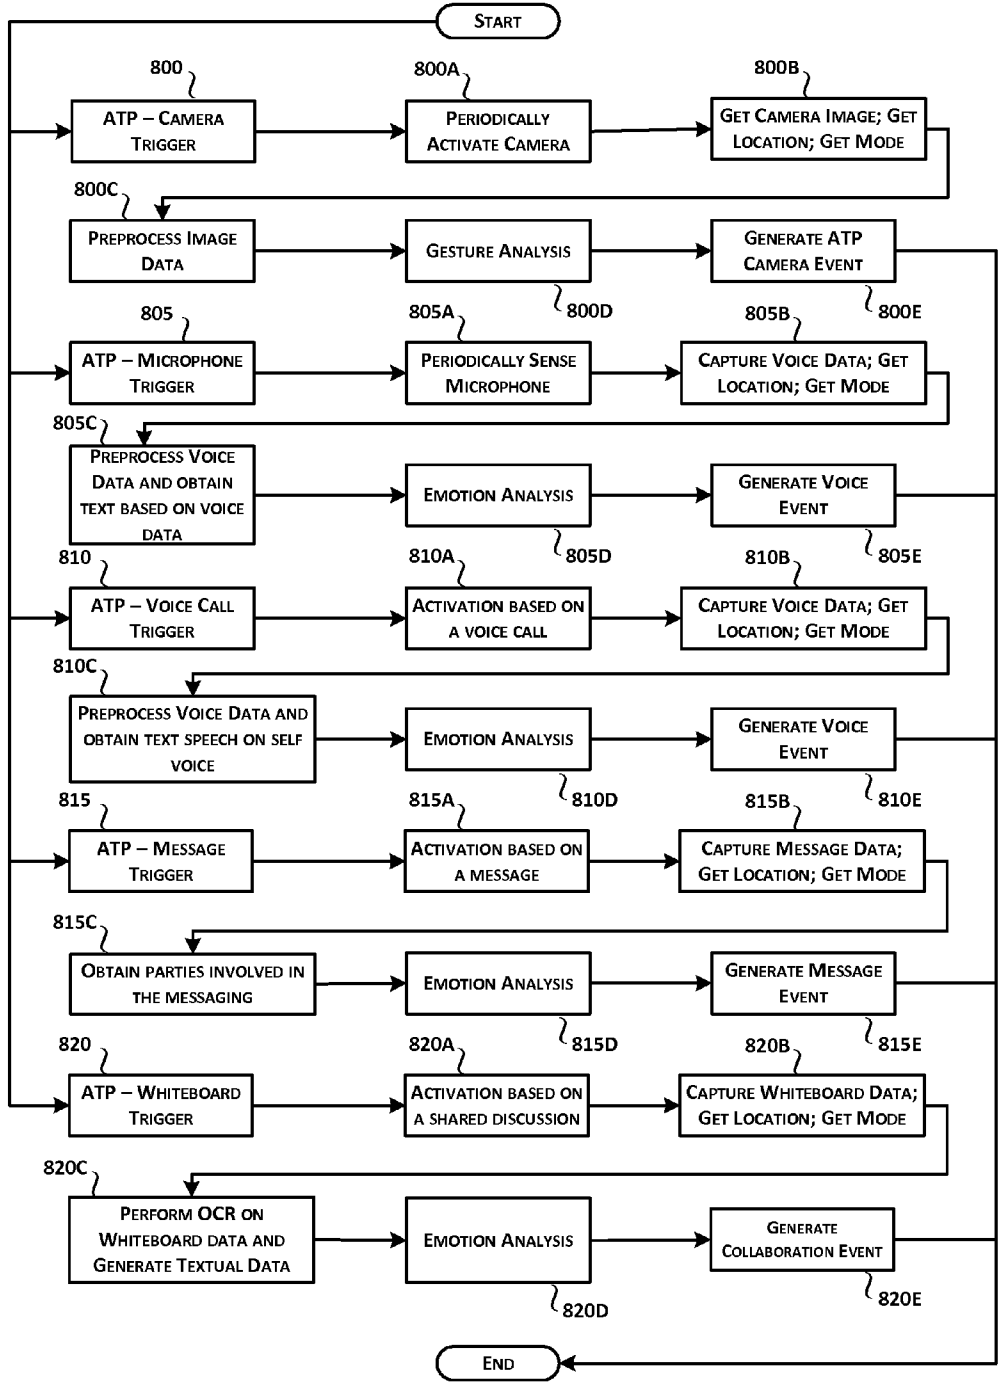 START
800
800A
800B
ATP – CAMERA
TRIGGER
PERIODICALLY
ACTIVATE CAMERA
GET CAMERA IMAGE; GET
LOCATION; GET MODE
800C
PREPROCESS IMAGE
DATA
GESTURE ANALYSIS
GENERATE ATP
CAMERA EVENT
800D
800E
805
805A
805B
ATP – MICROPHONE
TRIGGER
PERIODICALLY SENSE
MICROPHONE
CAPTURE VOICE DATA; GET
LOCATION; GET MODE
805C
PREPROCESS VOICE
DATA AND OBTAIN
TEXT BASED ON VOICE
DATA
EMOTION ANALYSIS
GENERATE VOICE
EVENT
805D
805E
810
810A
810B
ATP – VOICE CALL
TRIGGER
ACTIVATION BASED ON
A VOICE CALL
CAPTURE VOICE DATA; GET
LOCATION; GET MODE
810C
PREPROCESS VOICE DATA AND
OBTAIN TEXT SPEECH ON SELF
VOICE
EMOTION ANALYSIS
GENERATE VOICE
EVENT
810D
810E
815
815A
815B
ATP – MESSAGE
TRIGGER
ACTIVATION BASED ON
A MESSAGE
CAPTURE MESSAGE DATA;
GET LOCATION; GET MODE
815C
OBTAIN PARTIES INVOLVED IN
THE MESSAGING
EMOTION ANALYSIS
GENERATE MESSAGE
EVENT
815D
815E
820
820A
820B
ATP – WHITEBOARD
TRIGGER
ACTIVATION BASED ON
A SHARED DISCUSSION
CAPTURE WHITEBOARD DATA;
GET LOCATION; GET MODE
820C
PERFORM OCR ON
WHITEBOARD DATA AND
GENERATE TEXTUAL DATA
EMOTION ANALYSIS
GENERATE
COLLABORATION EVENT
820D
820E
END